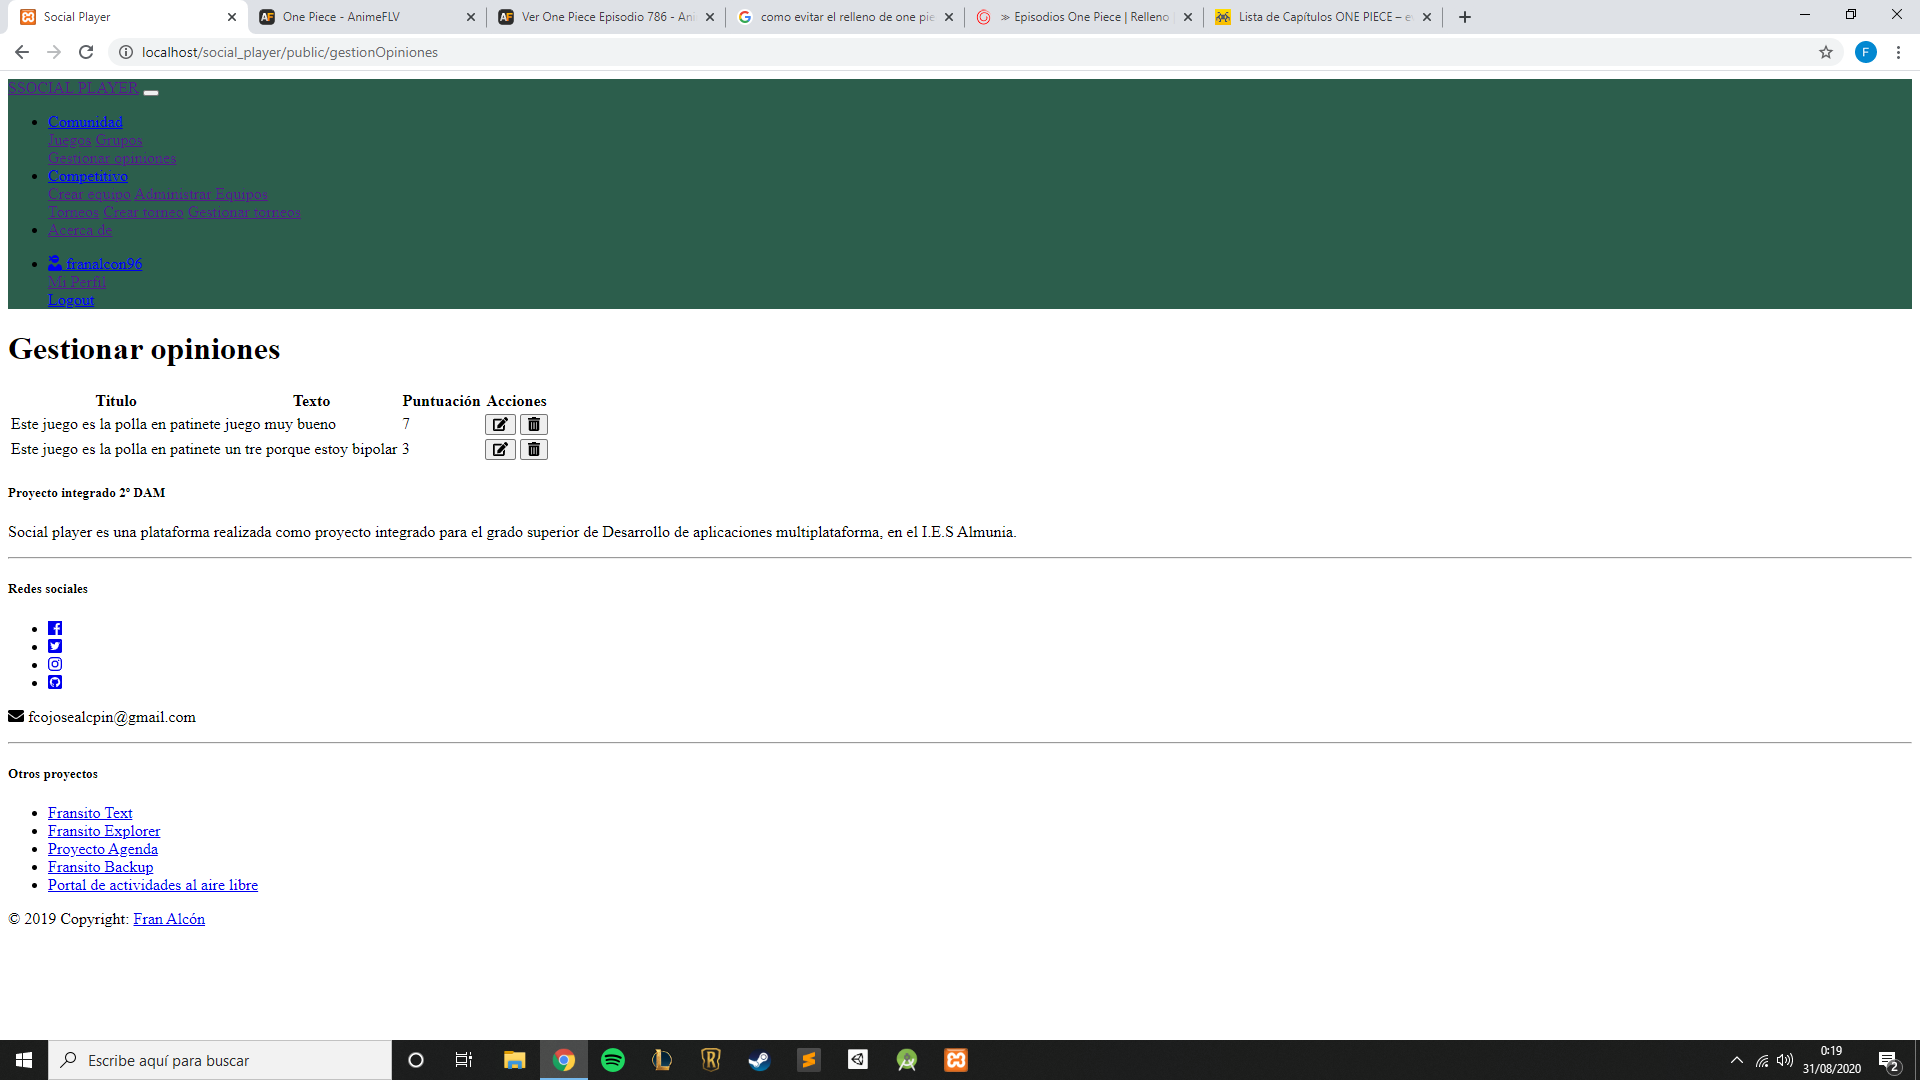 Social Player
One Piece - AnimeFLV
Ver One Piece Episodio 786 - Ani
como evitar el relleno de one pie
≫ Episodios One Piece | Relleno
Lista de Capítulos ONE PIECE – e
localhost/social_player/public/gestionOpiniones
F
SSOCIAL PLAYER
Comunidad
Juegos Grupos
Gestionar opiniones
Competitivo
Crear equipo Administrar Equipos
Torneos Crear torneo Gestionar torneos
Acerca de
franalcon96
Mi Perfil
Logout
Gestionar opiniones
Titulo Texto Puntuación Acciones
Este juego es la polla en patinete juego muy bueno 7
Este juego es la polla en patinete un tre porque estoy bipolar 3
Proyecto integrado 2º DAM
Social player es una plataforma realizada como proyecto integrado para el grado superior de Desarrollo de aplicaciones multiplataforma, en el I.E.S Almunia.
Redes sociales
fcojosealcpin@gmail.com
Otros proyectos
Fransito Text
Fransito Explorer
Proyecto Agenda
Fransito Backup
Portal de actividades al aire libre
© 2019 Copyright: Fran Alcón
Escribe aquí para buscar
0:19
31/08/2020
2